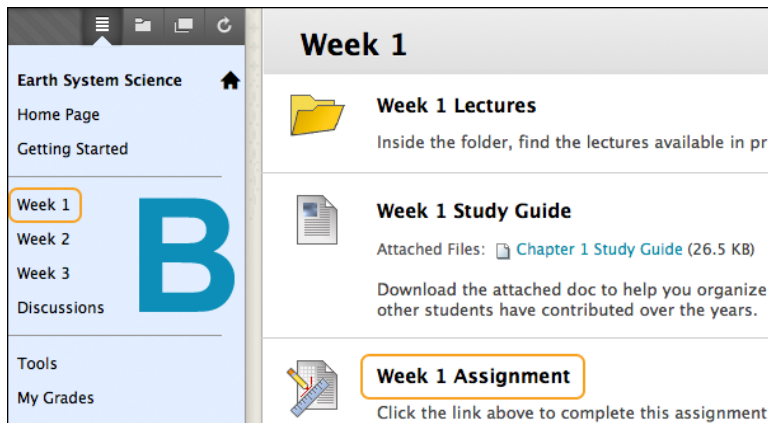 Earth System Science
Home Page
Getting Started
Week 1
Week 2
Week 3
Discussions
Tools
My Grades
B
Week 1
Week 1 Lectures
Inside the folder, find the lectures available in pr
Week 1 Study Guide
Attached Files: Chapter 1 Study Guide (26.5 KB)
Download the attached doc to help you organize
other students have contributed over the years.
Week 1 Assignment
Click the link above to complete this assignment